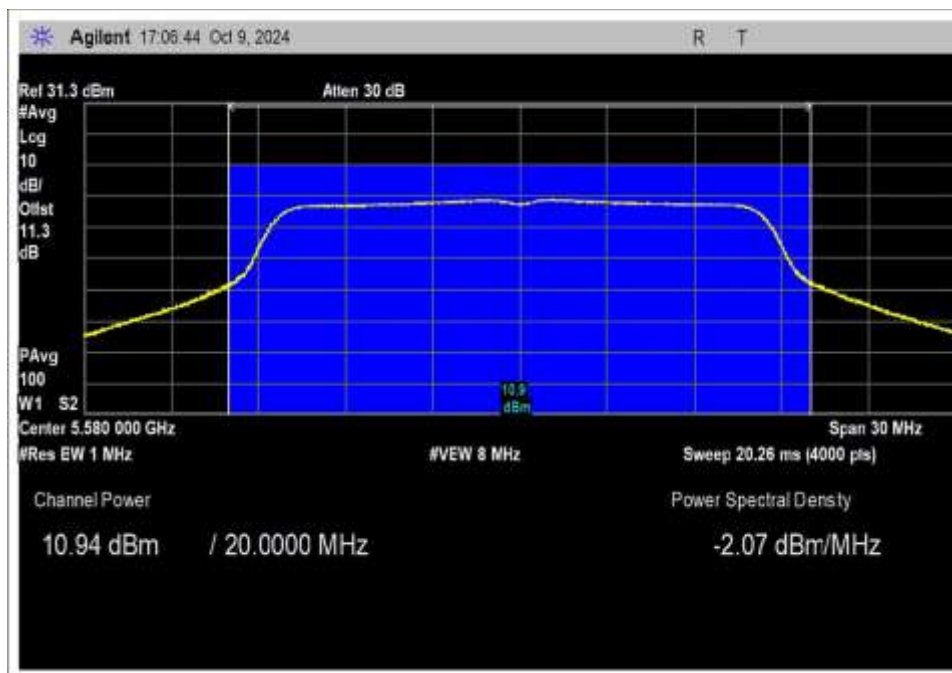 Agilent 17:06:44 Oct 9, 2024 R T
Ref 31.3 dBm Atten 30 dB
#Avg
Log
10
dB/
Offst
11.3
dB
PAvg
100
W1 S2
10.9
dBm
Center 5.580 000 GHz Span 30 MHz
#Res BW 1 MHz #VBW 8 MHz Sweep 20.26 ms (4000 pts)
Channel Power Power Spectral Density
10.94 dBm / 20.0000 MHz -2.07 dBm/MHz